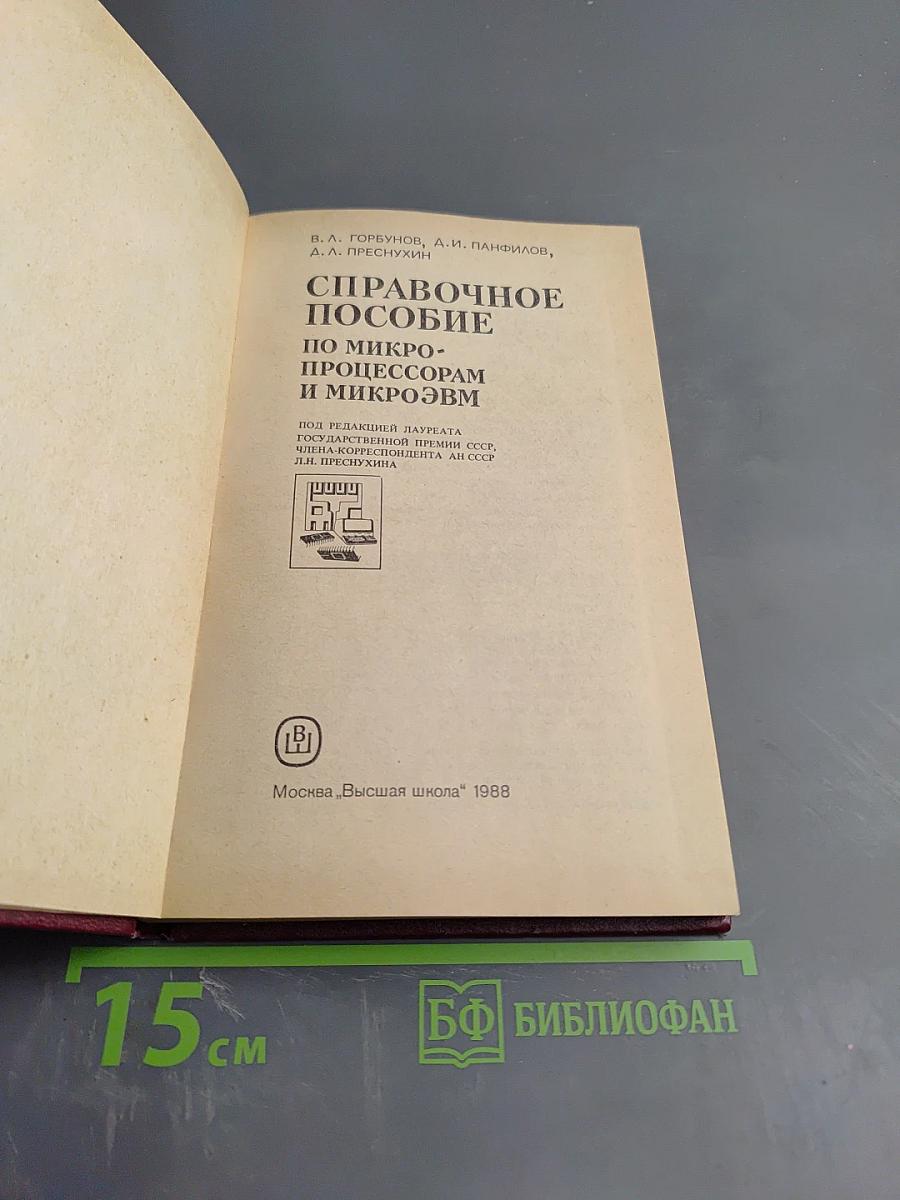 В. Л. ГОРБУНОВ, Д. И. ПАНФИЛОВ,
Д. Л. ПРЕСНУХИН
СПРАВОЧНОЕ
ПОСОБИЕ
ПО МИКРО-
ПРОЦЕССОРАМ
И МИКРОЭВМ
ПОД РЕДАКЦИЕЙ ЛАУРЕАТА
ГОСУДАРСТВЕННОЙ ПРЕМИИ СССР,
ЧЛЕНА-КОРРЕСПОНДЕНТА АН СССР
Л.Н. ПРЕСНУХИНА
ВШ
Москва „Высшая школа“ 1988
15 см
БФ БИБЛИОФАН